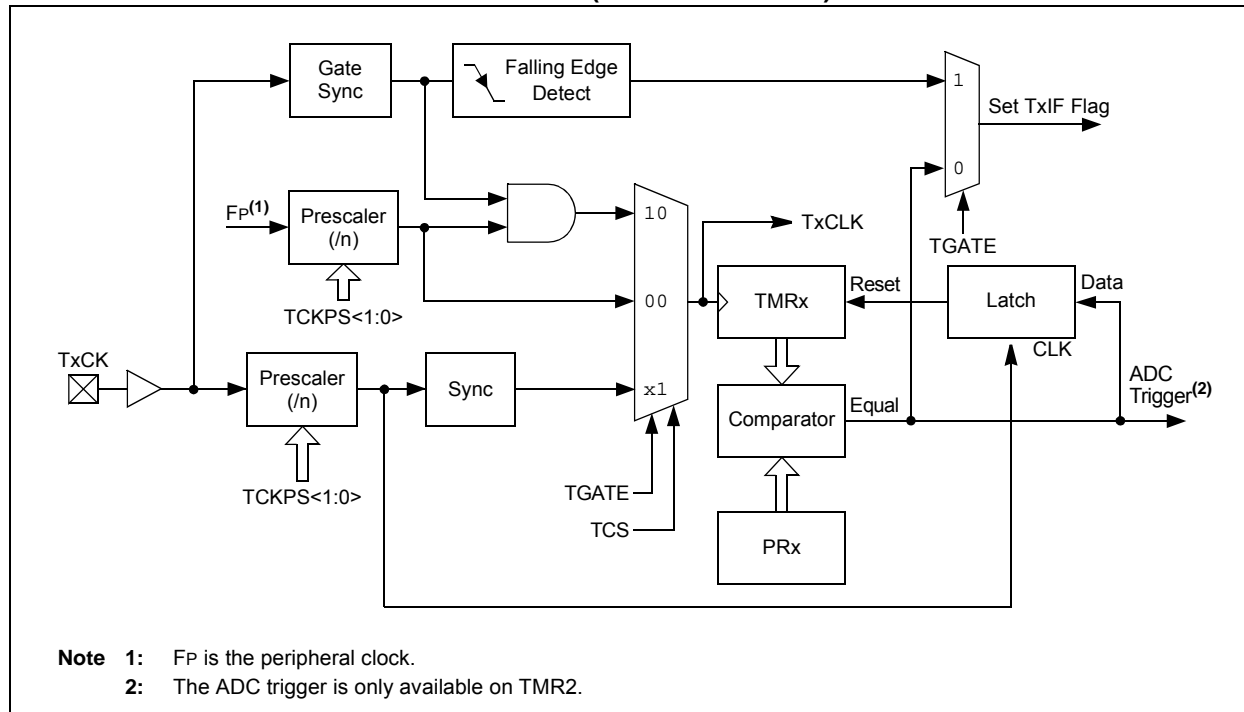 Gate
Sync
Falling Edge
Detect
1
Set TxIF Flag
0
TGATE
FP(1)
Prescaler
(/n)
TCKPS<1:0>
10
00
x1
TxCLK
TMRx
Reset
Latch
Data
CLK
TxCK
Prescaler
(/n)
TCKPS<1:0>
Sync
Comparator
Equal
ADC
Trigger(2)
TGATE
TCS
PRx
Note 1: FP is the peripheral clock.
2: The ADC trigger is only available on TMR2.